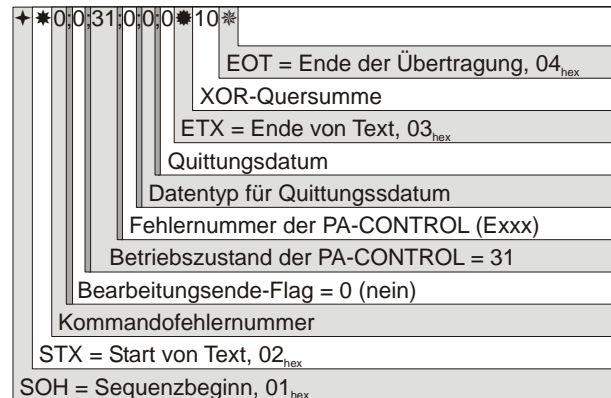 ✦✷0;0;31;0;0;0✹10✵
EOT = Ende der Übertragung, 04hex
XOR-Quersumme
ETX = Ende von Text, 03hex
Quittungsdatum
Datentyp für Quittungssdatum
Fehlernummer der PA-CONTROL (Exxx)
Betriebszustand der PA-CONTROL = 31
Bearbeitungsende-Flag = 0 (nein)
Kommandofehlernummer
STX = Start von Text, 02hex
SOH = Sequenzbeginn, 01hex